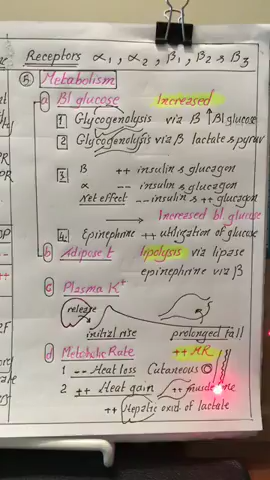 Receptors α1, α2, β1, β2 & β3
B Metabolism
a Bl glucose Increased
1 Glycogenolysis via β ↑ Bl glucose
2 Glycogenolysis via β lactate & pyruv
3 β ++ insulin & glucagon
α -- insulin & glucagon
Net effect -- insulin & ++ glucagon
→ Increased bl. glucose
4 Epinephrine ++ utilization of glucose
b Adipose t lipolysis via lipase
epinephrine via β
c Plasma K+
release
initial rise prolonged fall
d Metabolic Rate ++ MR
1 -- Heat loss Cutaneous
2 ++ Heat gain ++
++ Hepatic oxid of lactate